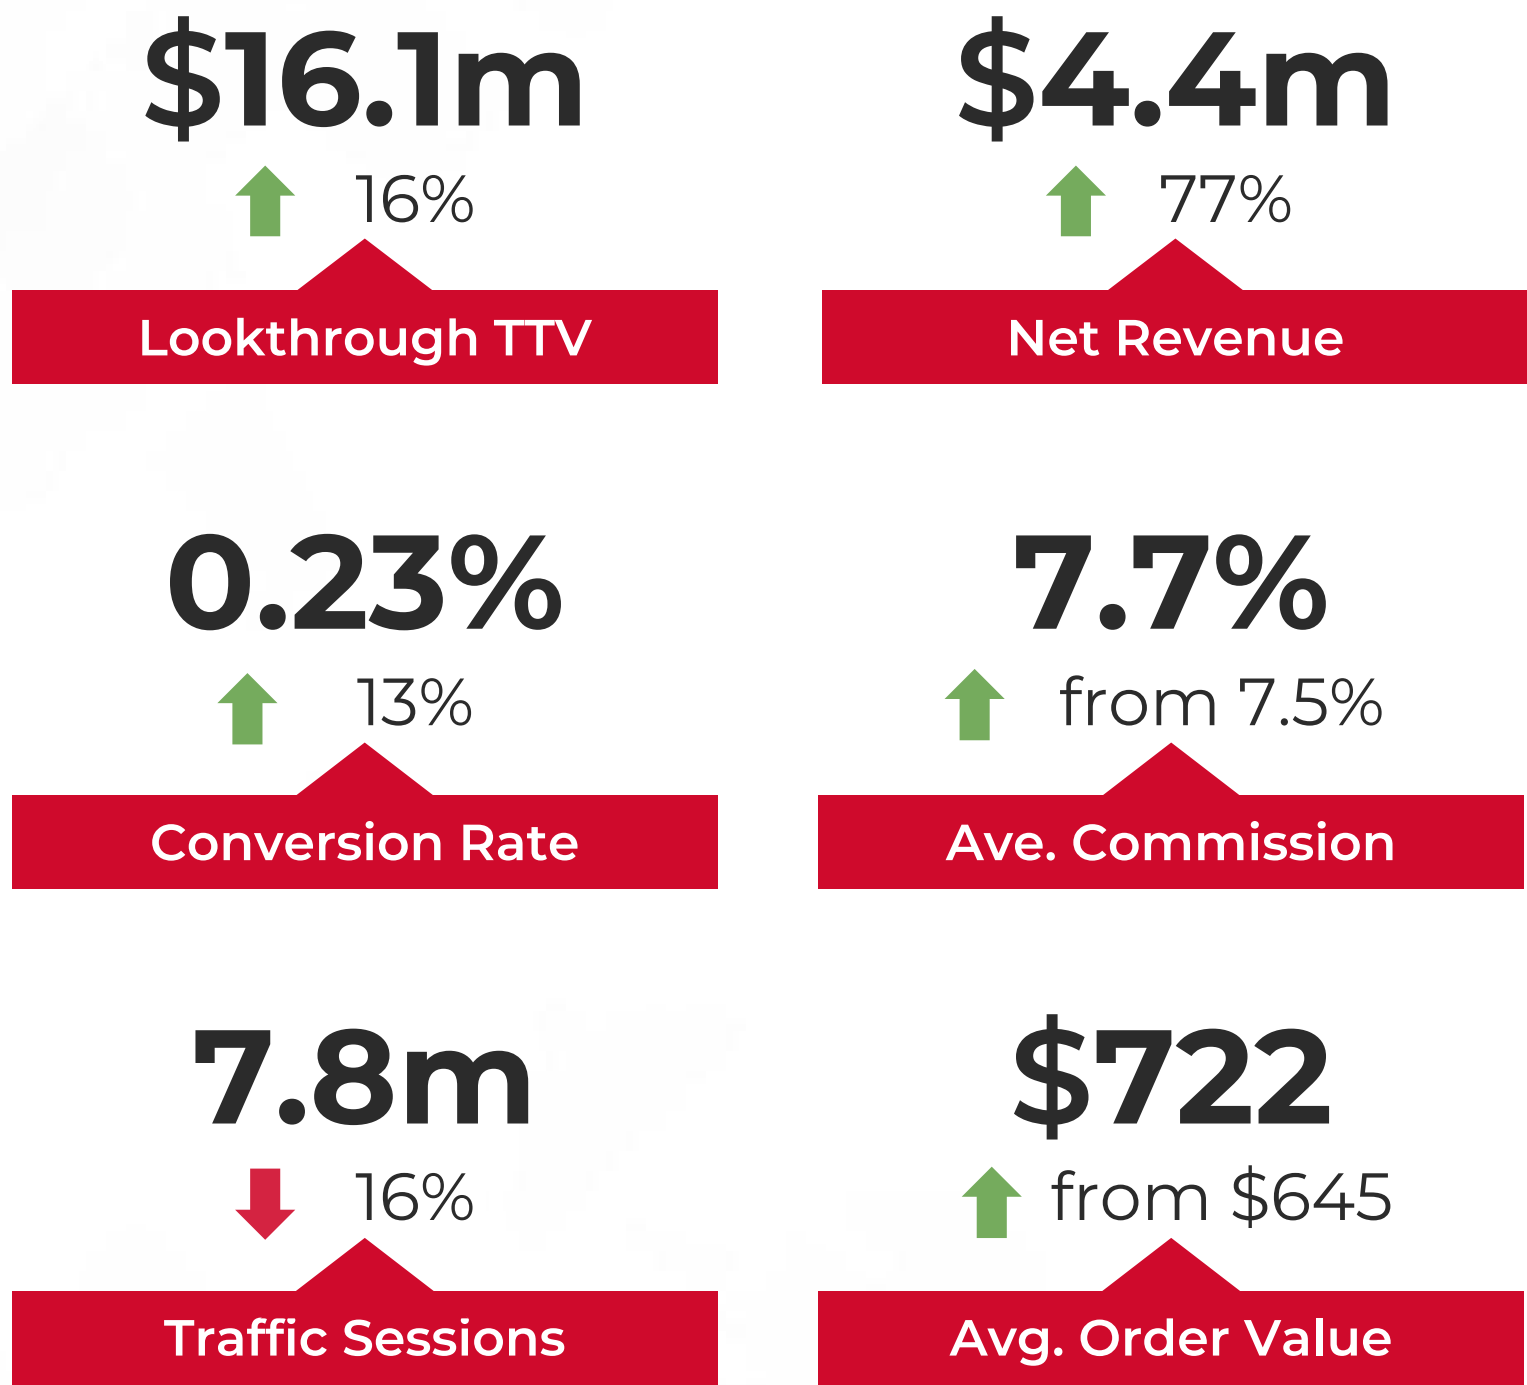 $16.1m
16%
Lookthrough TTV
$4.4m
77%
Net Revenue
0.23%
13%
Conversion Rate
7.7%
from 7.5%
Ave. Commission
7.8m
16%
Traffic Sessions
$722
from $645
Avg. Order Value